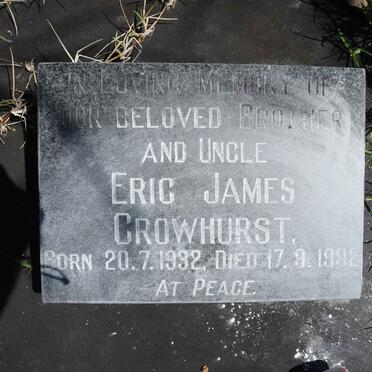 IN LOVING MEMORY OF
OUR BELOVED BROTHER
AND UNCLE
ERIC JAMES
CROWHURST,
BORN 20.7.1932, DIED 17.9.1992
AT PEACE.